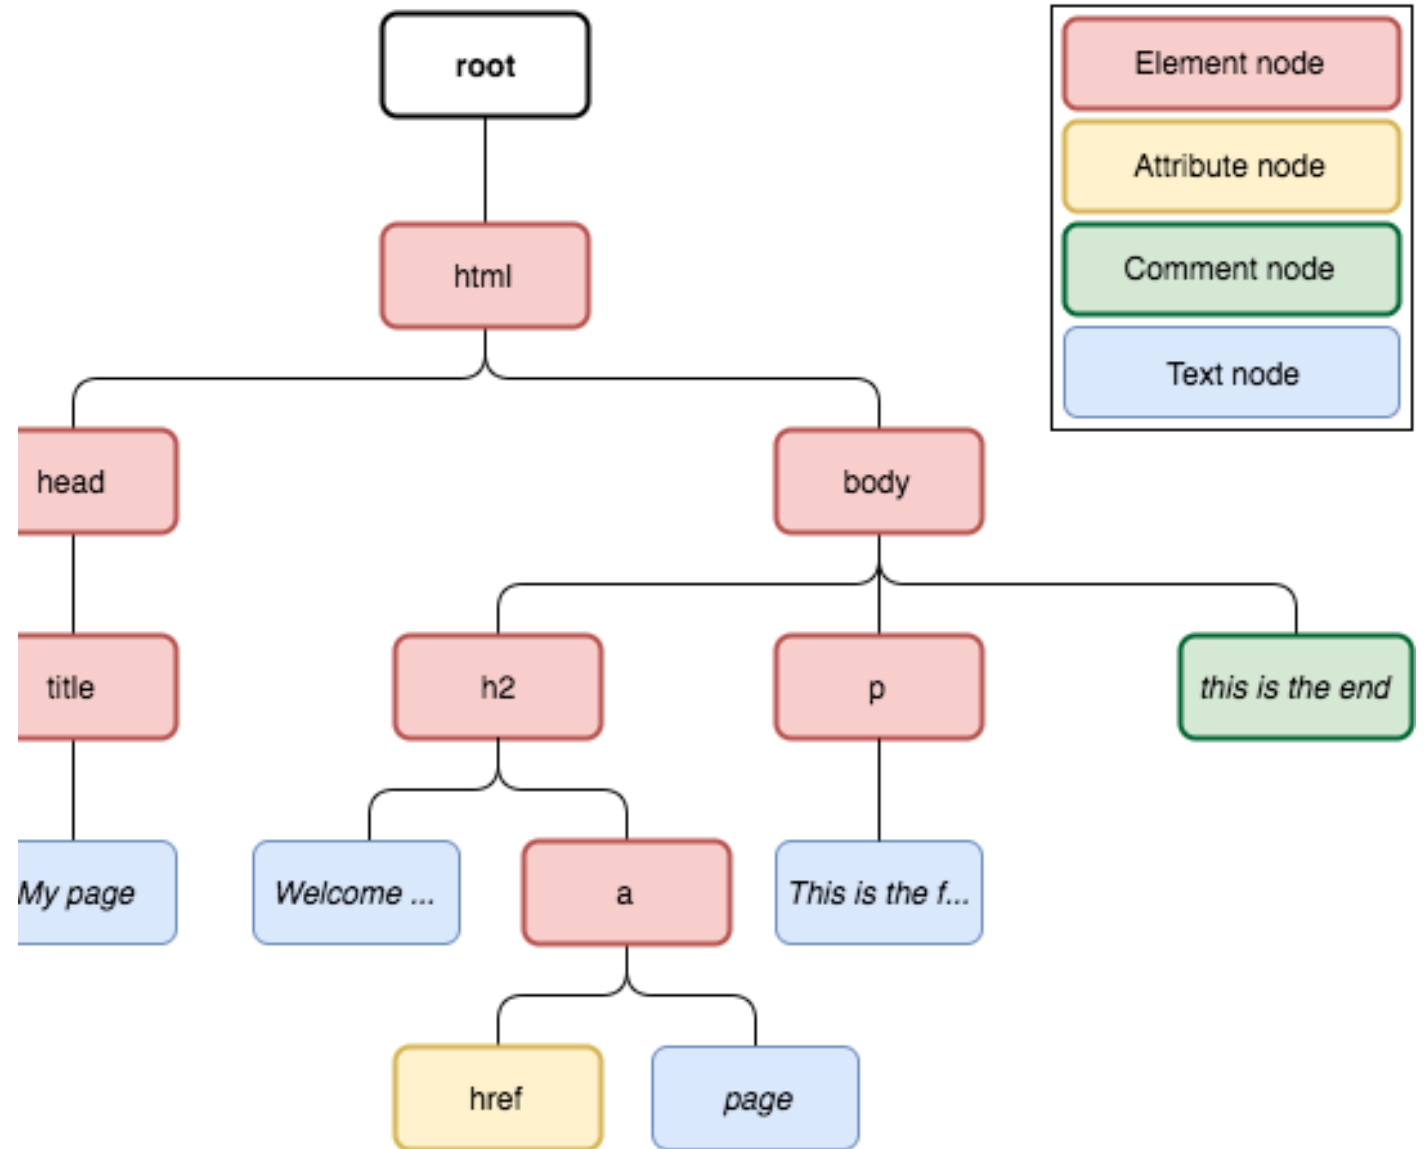 root
Element node
Attribute node
Comment node
Text node
html
head
body
title
h2
p
this is the end
My page
Welcome ...
a
This is the f...
href
page